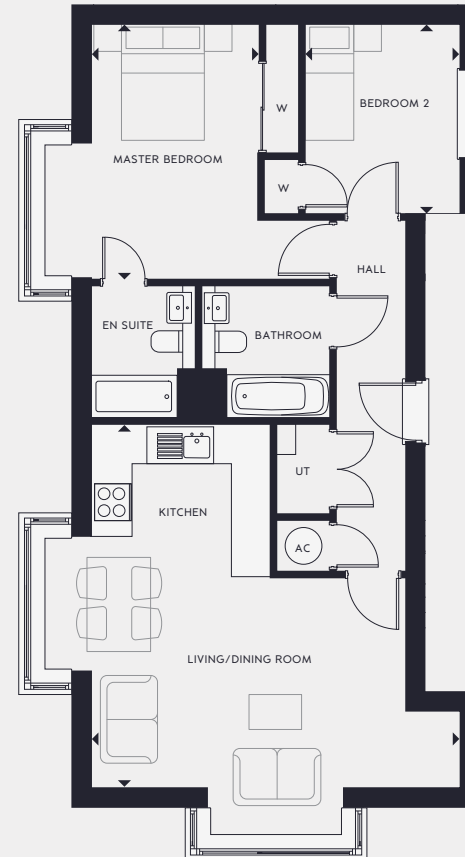 W
BEDROOM 2
MASTER BEDROOM
W
HALL
EN SUITE
BATHROOM
UT
KITCHEN
AC
LIVING/DINING ROOM